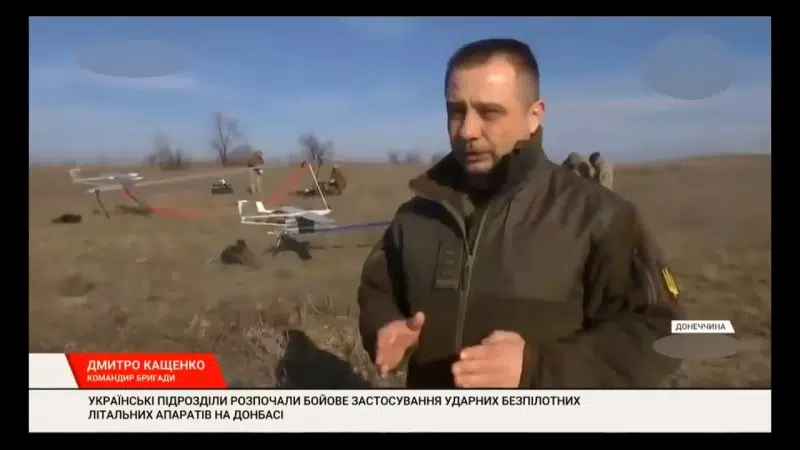 ДОНЕЧЧИНА
ДМИТРО КАЩЕНКО
КОМАНДИР БРИГАДИ
УКРАЇНСЬКІ ПІДРОЗДІЛИ РОЗПОЧАЛИ БОЙОВЕ ЗАСТОСУВАННЯ УДАРНИХ БЕЗПІЛОТНИХ
ЛІТАЛЬНИХ АПАРАТІВ НА ДОНБАСІ